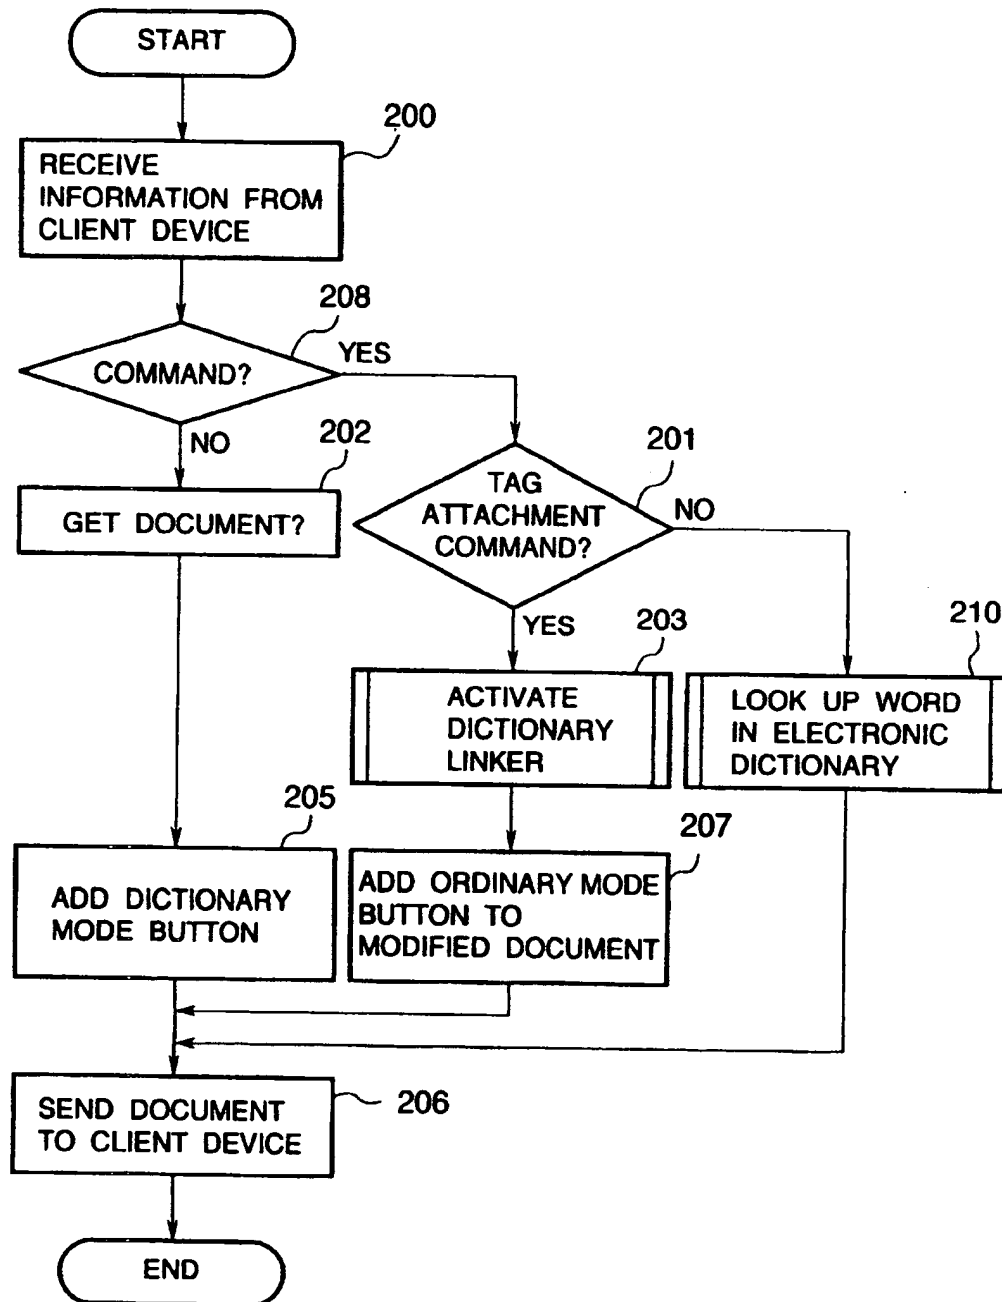 START
200
RECEIVE
INFORMATION FROM
CLIENT DEVICE
208
COMMAND?
YES
NO
202
GET DOCUMENT?
201
TAG
ATTACHMENT
COMMAND?
NO
YES
203
ACTIVATE
DICTIONARY
LINKER
210
LOOK UP WORD
IN ELECTRONIC
DICTIONARY
205
ADD DICTIONARY
MODE BUTTON
207
ADD ORDINARY MODE
BUTTON TO
MODIFIED DOCUMENT
SEND DOCUMENT
TO CLIENT DEVICE
206
END